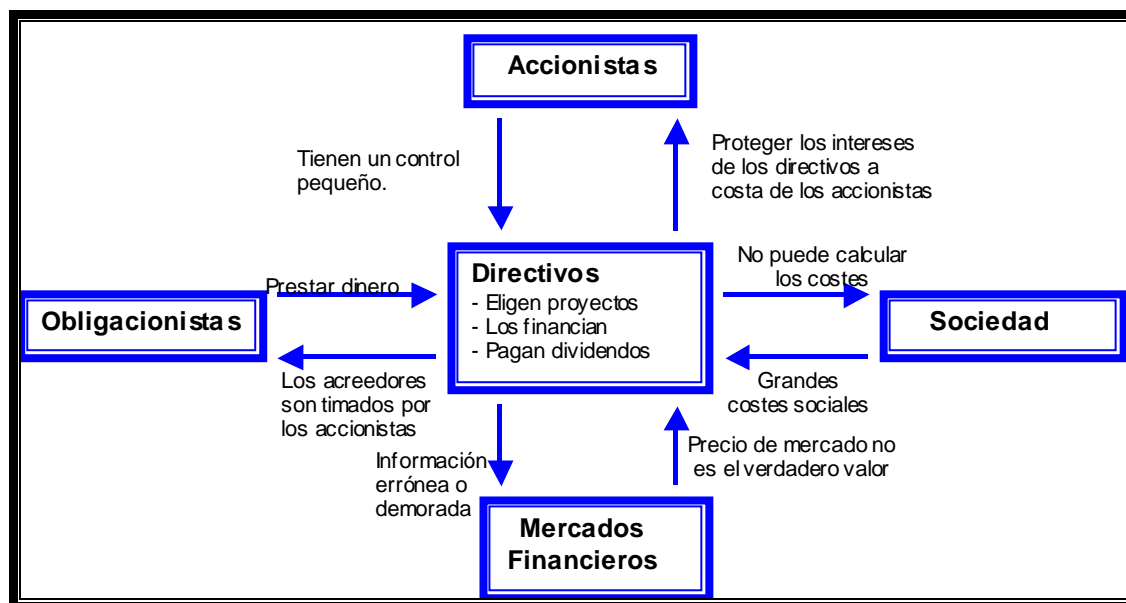 Accionistas
Tienen un control
pequeño.
Proteger los intereses
de los directivos a
costa de los accionistas
Directivos
- Eligen proyectos
- Los financian
- Pagan dividendos
No puede calcular
los costes
Prestar dinero
Obligacionistas
Sociedad
Los acreedores
son timados por
los accionistas
Grandes
costes sociales
Información
errónea o
demorada
Precio de mercado no
es el verdadero valor
Mercados
Financieros